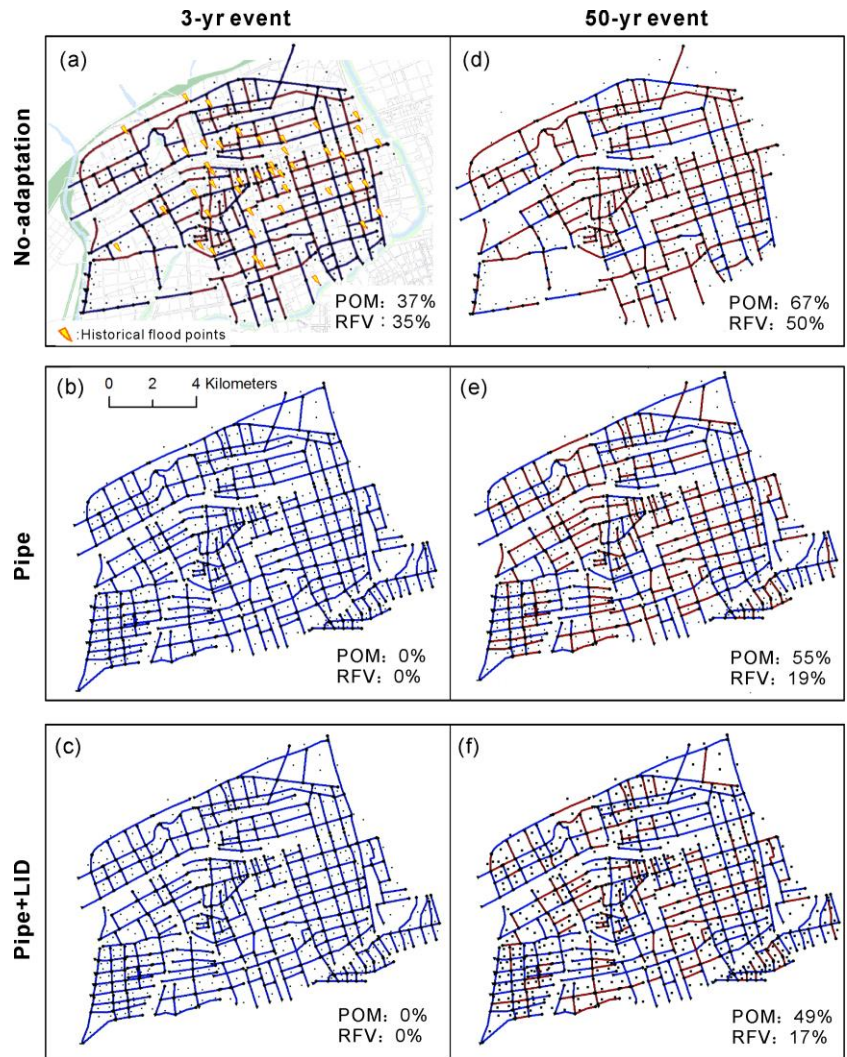 3-yr event
50-yr event
No-adaptation
(a)
POM: 37%
RFV : 35%
:Historical flood points
(d)
POM: 67%
RFV: 50%
Pipe
(b)
0 2 4 Kilometers
POM: 0%
RFV: 0%
(e)
POM: 55%
RFV: 19%
Pipe+LID
(c)
POM: 0%
RFV: 0%
(f)
POM: 49%
RFV: 17%